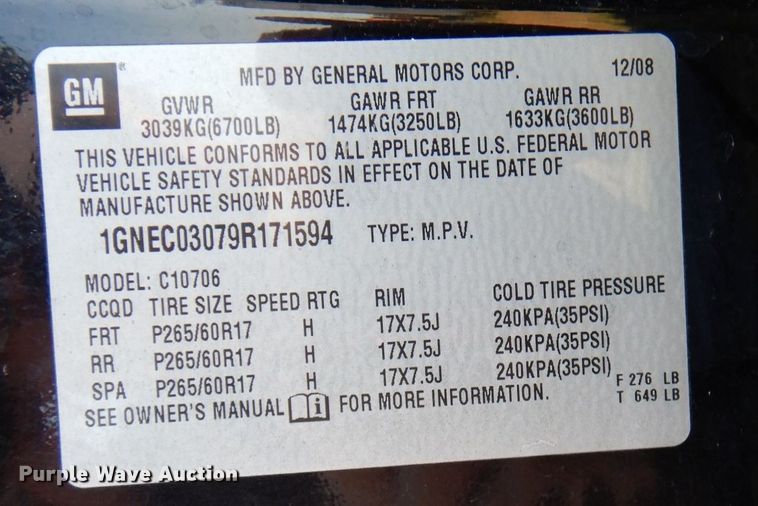 GM
MFD BY GENERAL MOTORS CORP. 12/08
GVWR GAWR FRT GAWR RR
3039KG(6700LB) 1474KG(3250LB) 1633KG(3600LB)
THIS VEHICLE CONFORMS TO ALL APPLICABLE U.S. FEDERAL MOTOR
VEHICLE SAFETY STANDARDS IN EFFECT ON THE DATE OF
MANUFACTURE SHOWN ABOVE.
1GNEC03079R171594 TYPE: M.P.V.
MODEL: C10706
CCQD TIRE SIZE SPEED RTG RIM COLD TIRE PRESSURE
FRT P265/60R17 H 17X7.5J 240KPA(35PSI)
RR P265/60R17 H 17X7.5J 240KPA(35PSI)
SPA P265/60R17 H 17X7.5J 240KPA(35PSI)
F 276 LB
SEE OWNER'S MANUAL i FOR MORE INFORMATION. T 649 LB
Purple Wave Auction